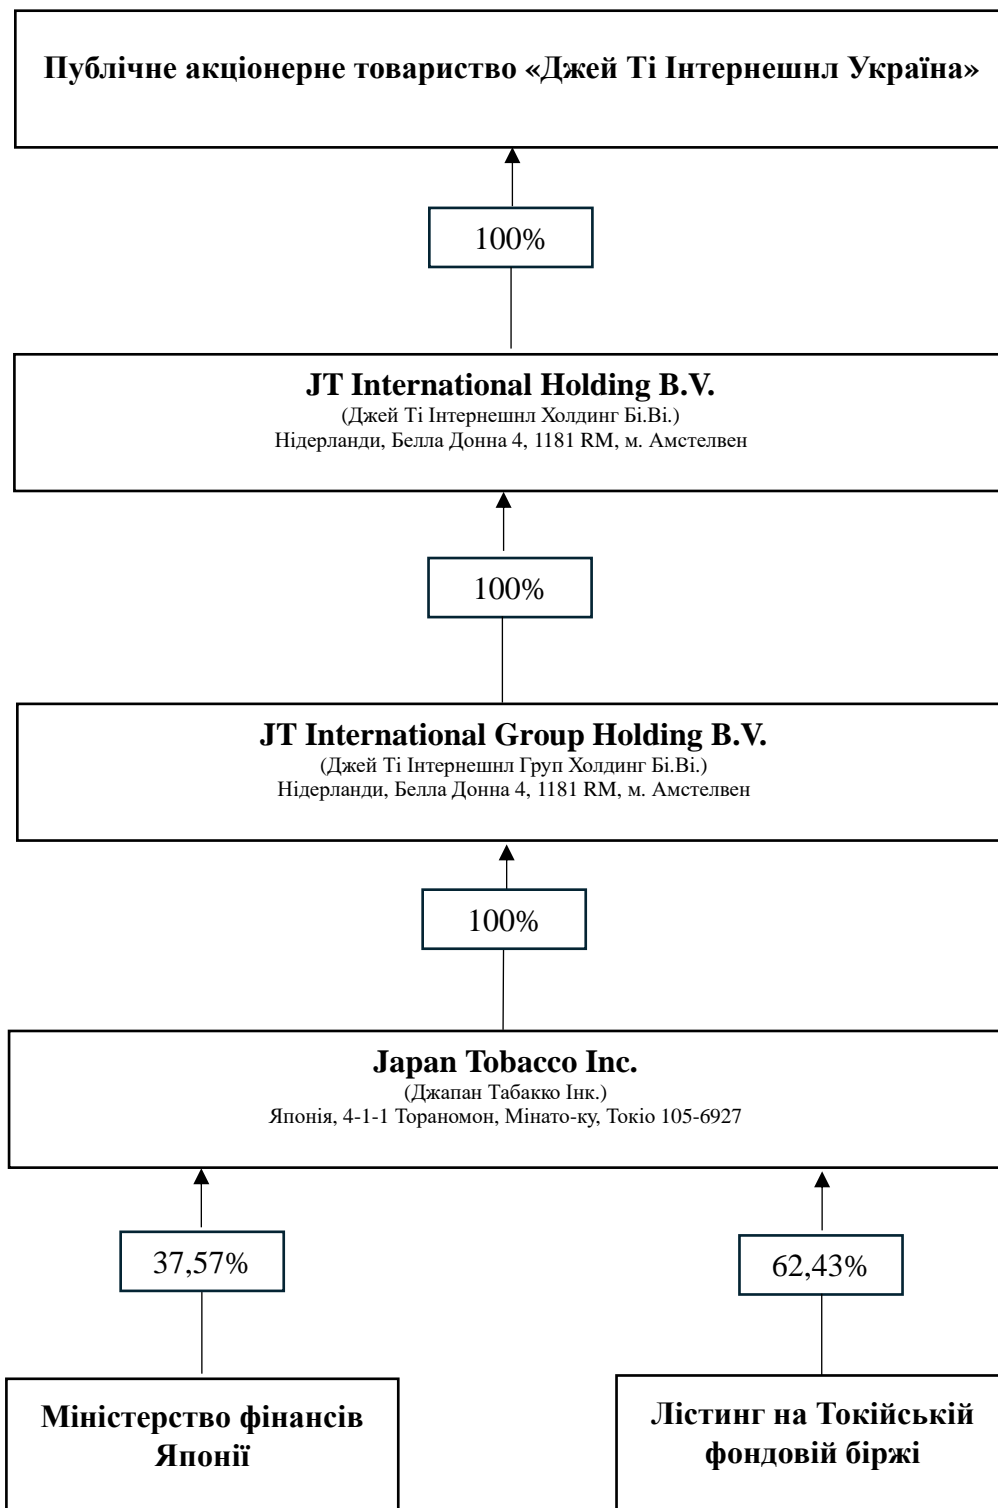 Публічне акціонерне товариство «Джей Ті Інтернешнл Україна»
100%
JT International Holding B.V.
(Джей Ті Інтернешнл Холдинг Бі.Ві.)
Нідерланди, Белла Донна 4, 1181 RM, м. Амстелвен
100%
JT International Group Holding B.V.
(Джей Ті Інтернешнл Груп Холдинг Бі.Ві.)
Нідерланди, Белла Донна 4, 1181 RM, м. Амстелвен
100%
Japan Tobacco Inc.
(Джапан Табакко Інк.)
Японія, 4-1-1 Тораномон, Мінато-ку, Токіо 105-6927
37,57%
62,43%
Міністерство фінансів
Японії
Лістинг на Токійській
фондовій біржі